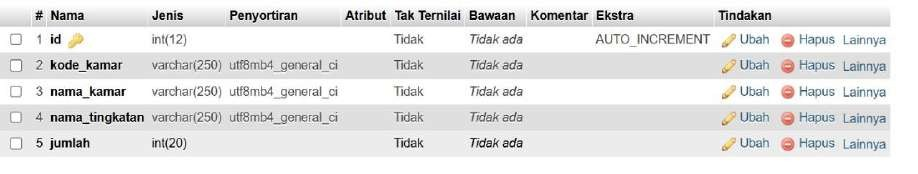 # Nama Jenis Penyortiran Atribut Tak Ternilai Bawaan Komentar Ekstra Tindakan
1 id int(12) Tidak Tidak ada AUTO_INCREMENT Ubah Hapus Lainnya
2 kode_kamar varchar(250) utf8mb4_general_ci Tidak Tidak ada Ubah Hapus Lainnya
3 nama_kamar varchar(250) utf8mb4_general_ci Tidak Tidak ada Ubah Hapus Lainnya
4 nama_tingkatan varchar(250) utf8mb4_general_ci Tidak Tidak ada Ubah Hapus Lainnya
5 jumlah int(20) Tidak Tidak ada Ubah Hapus Lainnya